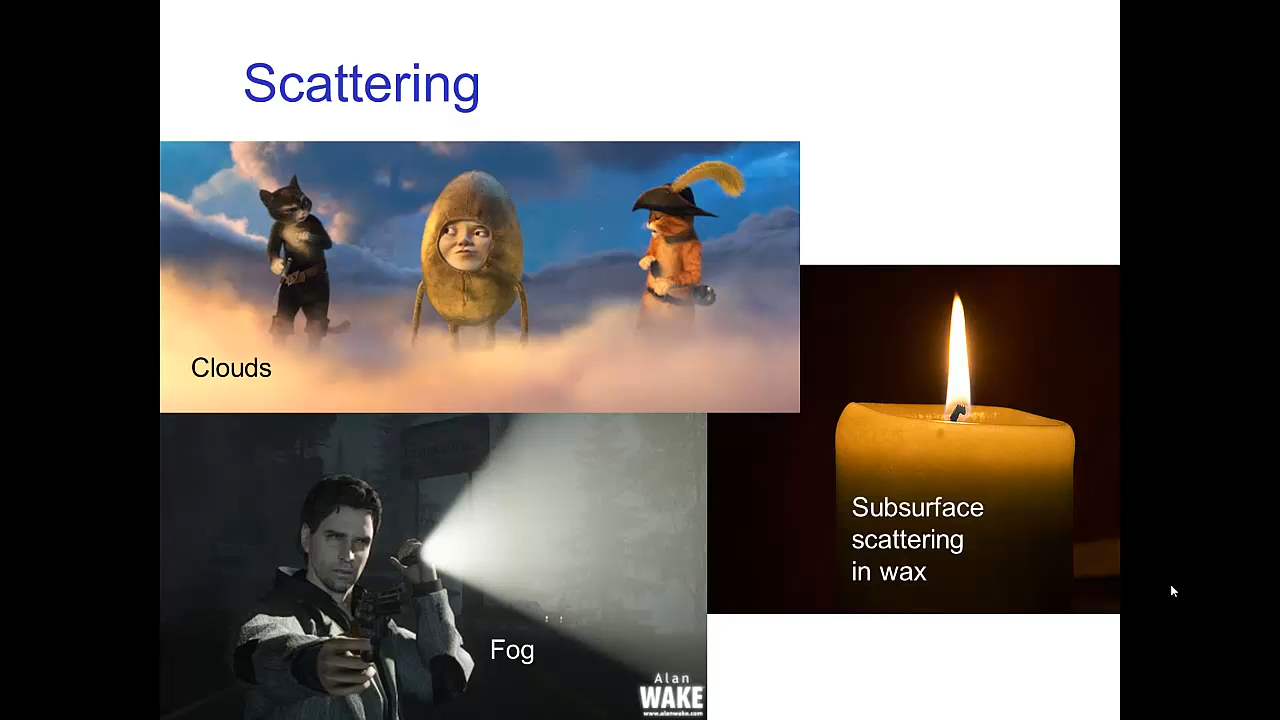 Scattering
Clouds
Subsurface
scattering
in wax
Fog
Alan
WAKE
www.alanwake.com